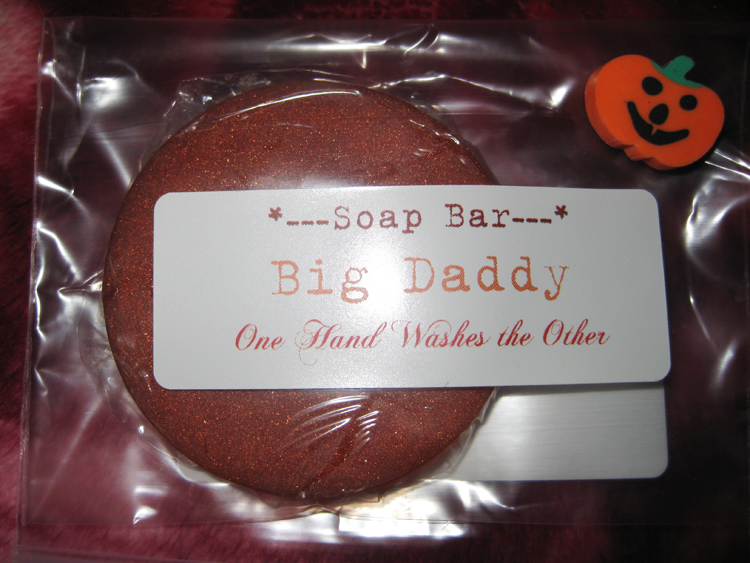 *---Soap Bar---*
Big Daddy
One Hand Washes the Other